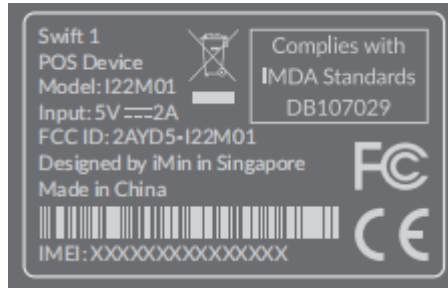 Swift 1
POS Device
Model: I22M01
Input: 5V⎓2A
FCC ID: 2AYD5-I22M01
Designed by iMin in Singapore
Made in China
IMEI: XXXXXXXXXXXXXXX
Complies with
IMDA Standards
DB107029
FC
CE